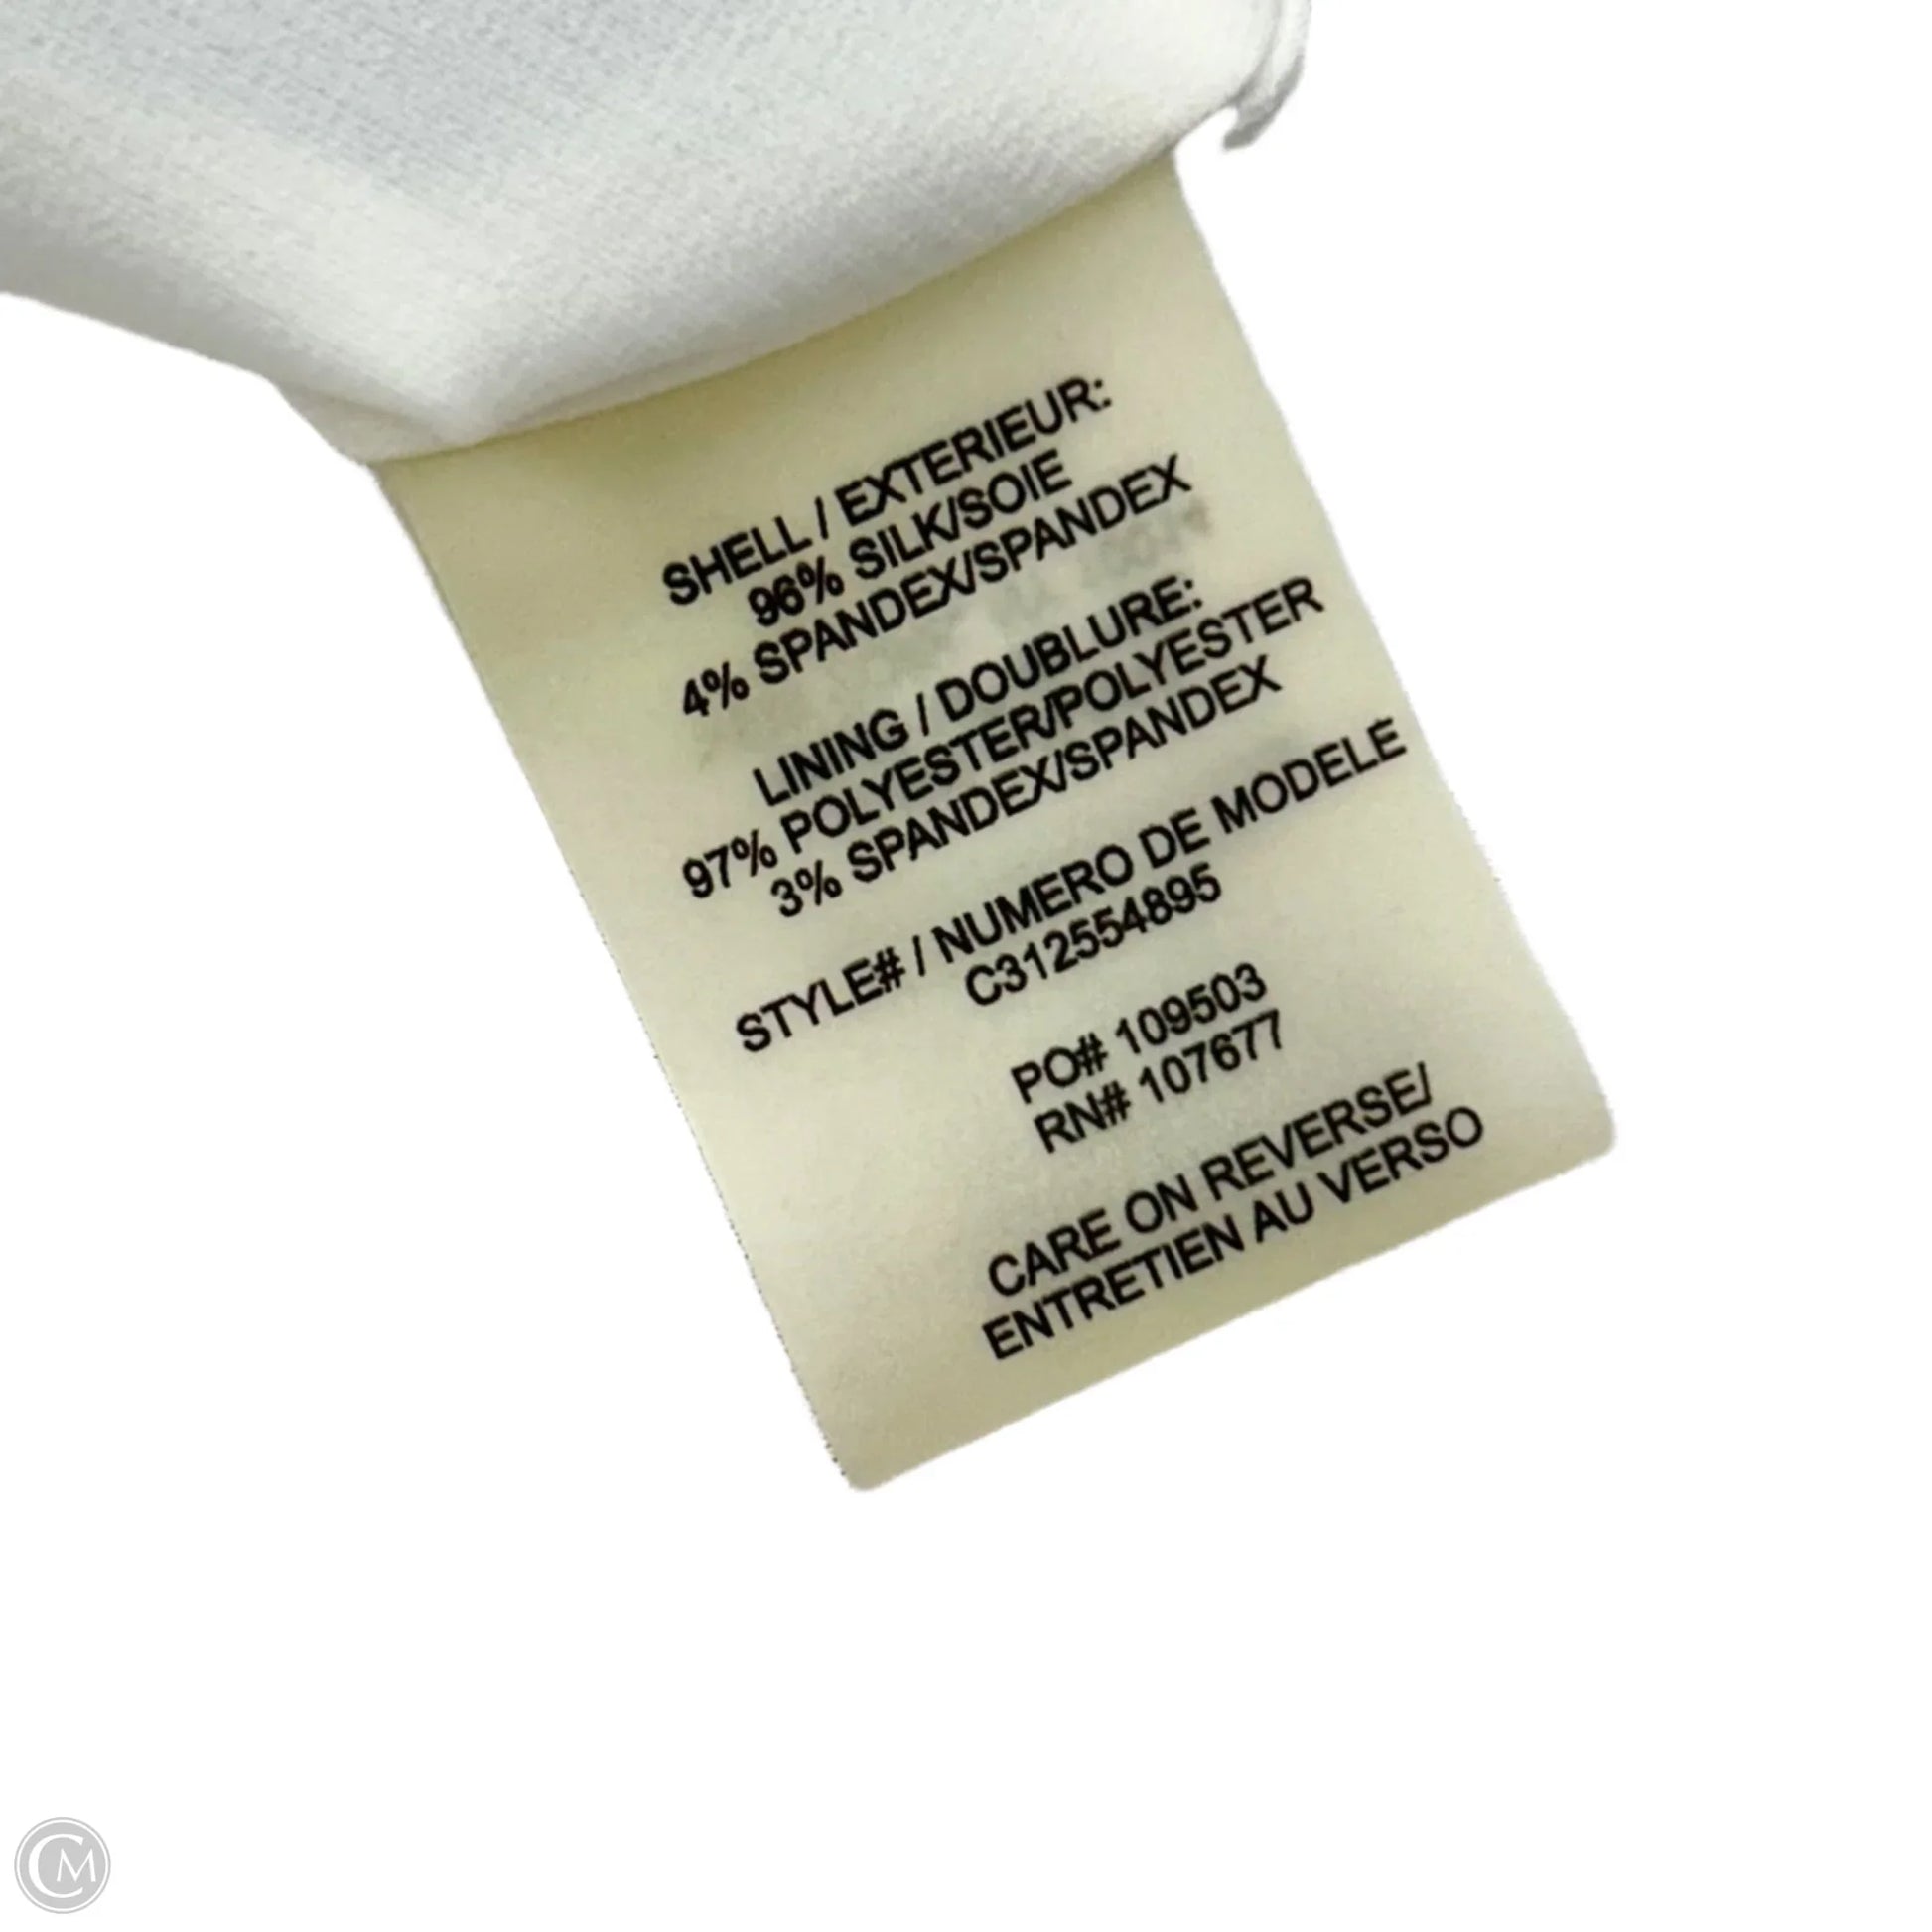 SHELL / EXTERIEUR:
96% SILK/SOIE
4% SPANDEX/SPANDEX
LINING / DOUBLURE:
97% POLYESTER/POLYESTER
3% SPANDEX/SPANDEX
STYLE# / NUMERO DE MODELE
C312554895
PO# 109503
RN# 107677
CARE ON REVERSE/
ENTRETIEN AU VERSO
CM